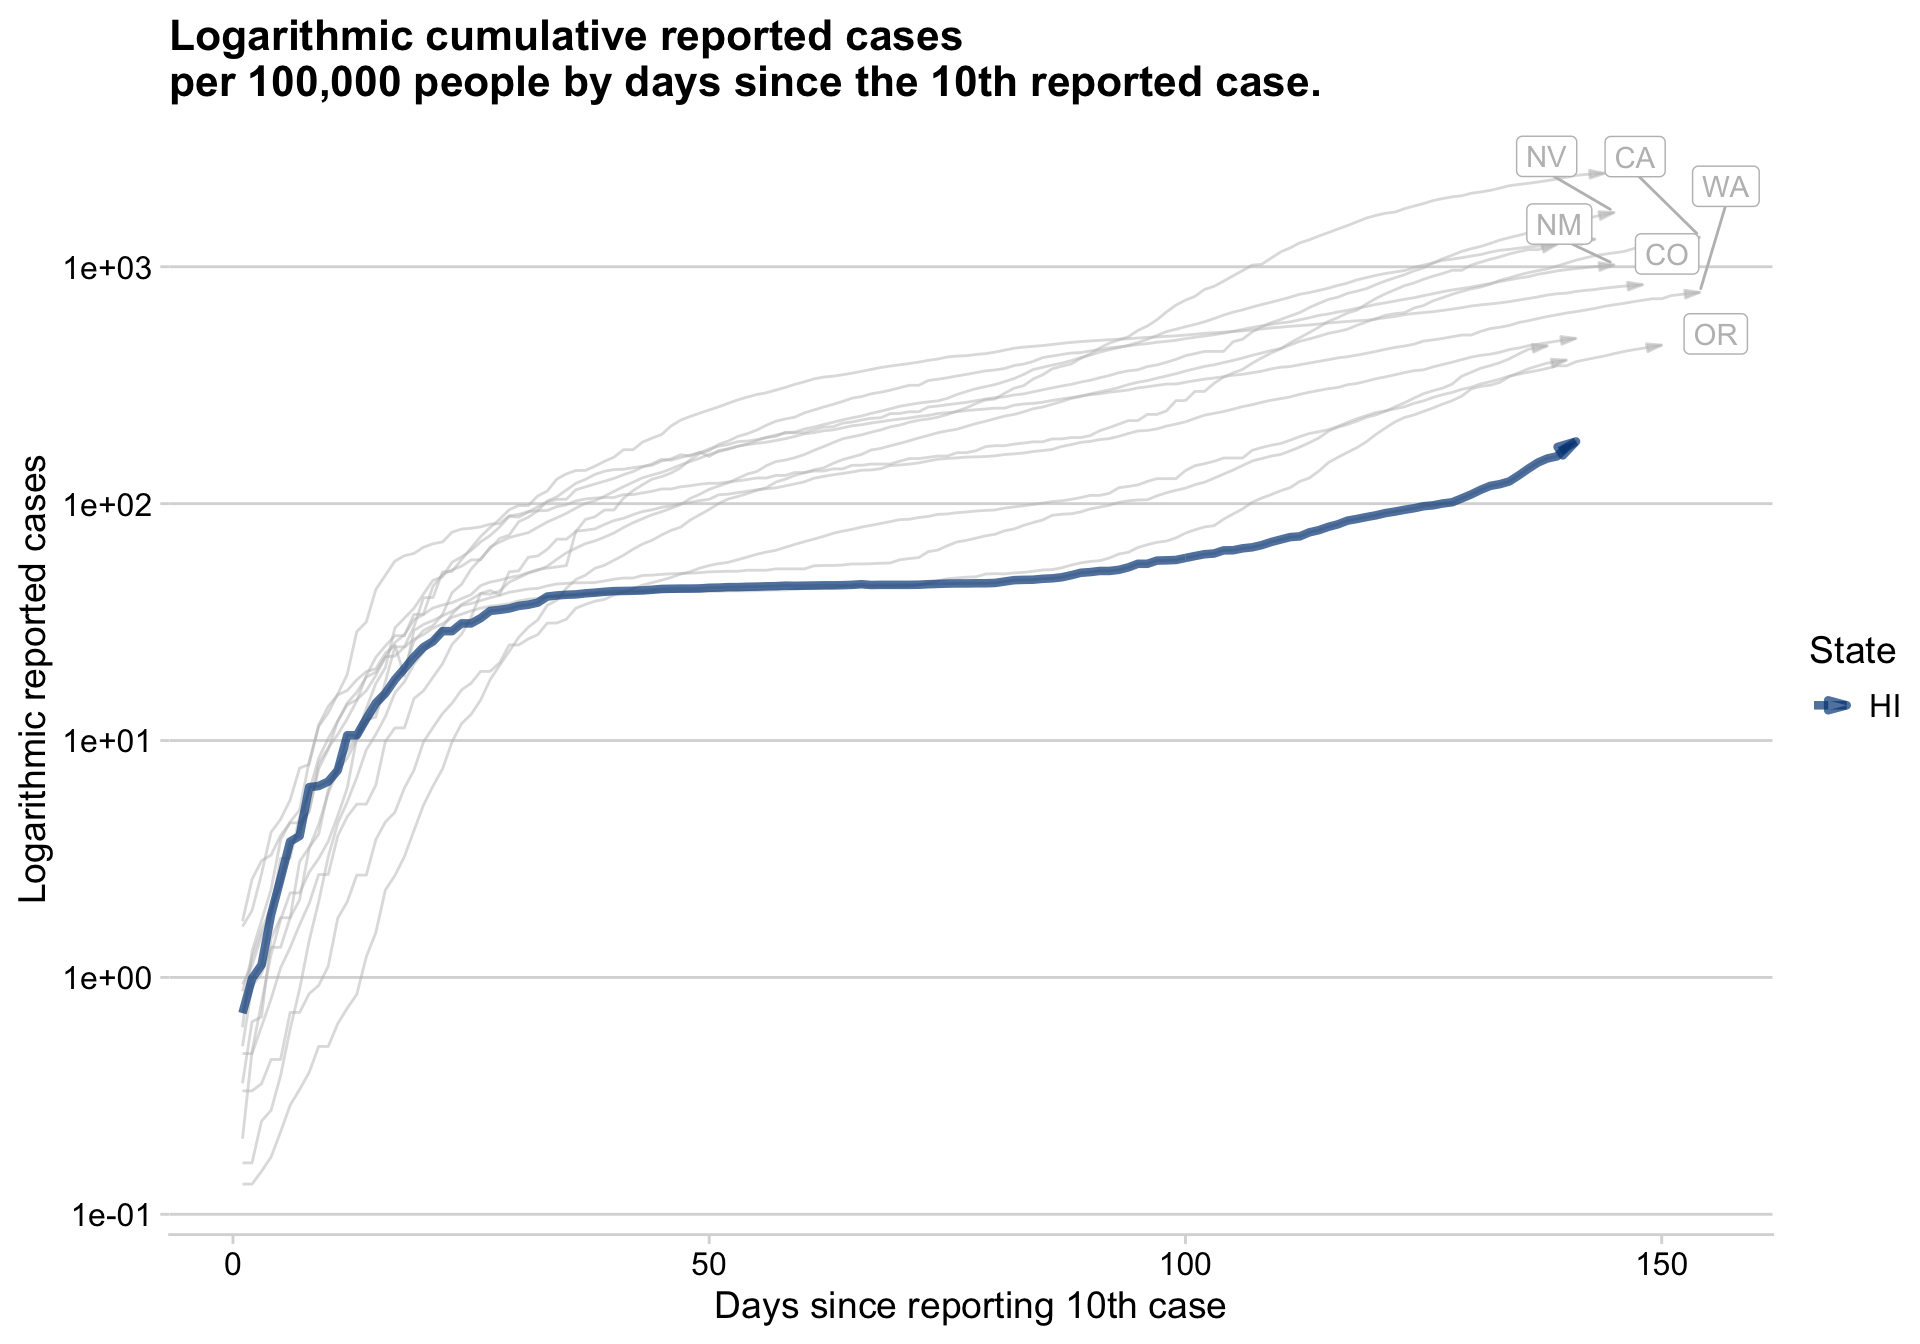 Logarithmic cumulative reported cases
per 100,000 people by days since the 10th reported case.
NV
CA
WA
NM
CO
OR
1e+03
1e+02
1e+01
1e+00
1e-01
Logarithmic reported cases
0
50
100
150
Days since reporting 10th case
State
HI